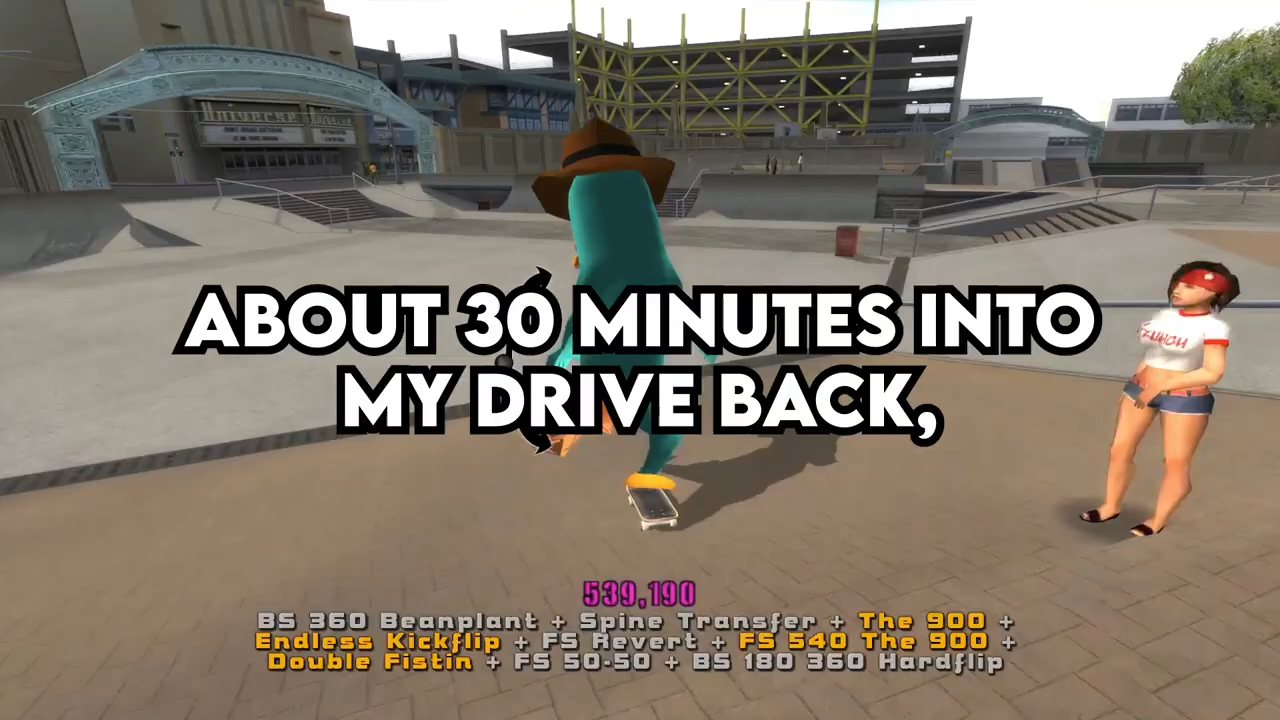 ABOUT 30 MINUTES INTO
MY DRIVE BACK,
539,190
BS 360 Beanplant + Spine Transfer + The 900 +
Endless Kickflip + FS Revert + FS 540 The 900 +
Double Fistin + FS 50-50 + BS 180 360 Hardflip